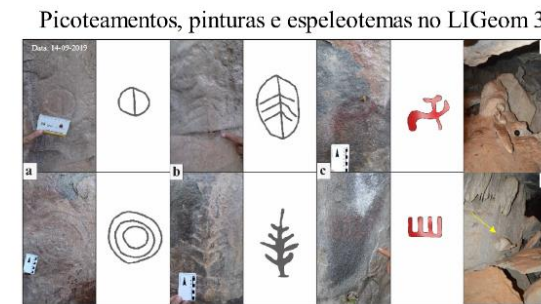 Picoteamentos, pinturas e espeleotemas no LIGeom 3
Data: 14-09-2019
a
b
c